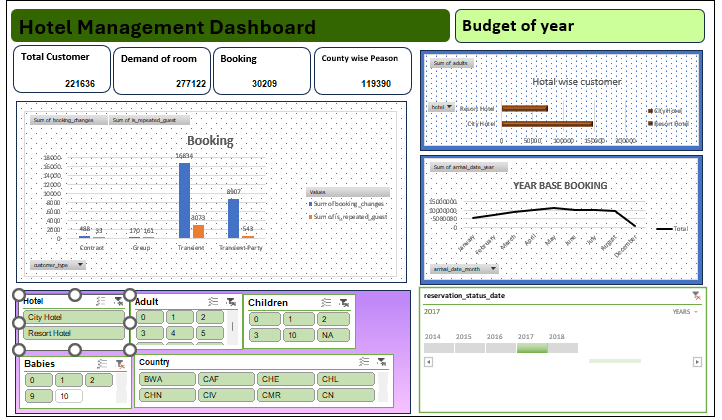 Hotel Management Dashboard
Budget of year
Total Customer
221636
Demand of room
277122
Booking
30209
County wise Peason
119390
Sum of booking_changes
Sum of is_repeated_guest
Booking
18000
16000
14000
12000
10000
8000
6000
4000
2000
0
488
33
170
161
16834
3073
8907
543
Contract
Group
Transient
Transient-Party
Values
Sum of booking_changes
Sum of is_repeated_guest
customer_type
Sum of adults
Hotal wise customer
hotel
Resort Hotel
City Hotel
0 50000 100000 150000 200000
City Hotel
Resort Hotel
Sum of arrival_date_year
YEAR BASE BOOKING
15000000
10000000
5000000
0
January
February
March
April
May
June
July
August
December
Total
arrival_date_month
Hotel
City Hotel
Resort Hotel
Adult
0 1 2
3 4 5
Children
0 1 2
3 10 NA
Babies
0 1 2
9 10
Country
BWA CAF CHE CHL
CHN CIV CMR CN
reservation_status_date
2017
YEARS
2014 2015 2016 2017 2018